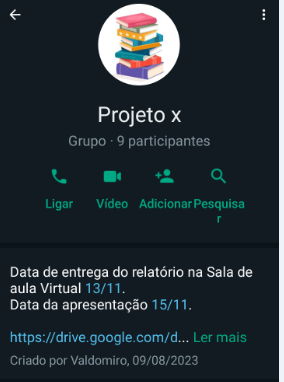 Projeto x
Grupo · 9 participantes
Ligar Vídeo Adicionar Pesquisa
r
Data de entrega do relatório na Sala de
aula Virtual 13/11.
Data da apresentação 15/11.
https://drive.google.com/d... Ler mais
Criado por Valdomiro, 09/08/2023